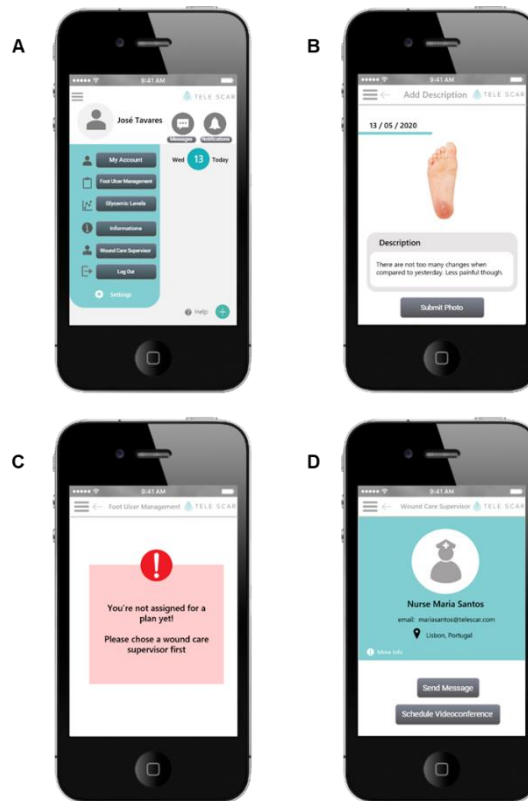 A
9:41 AM
TELE SCAR
José Tavares
Messages
Notifications
Wed 13 Today
My Account
Foot Ulcer Management
Glycemic Levels
Informations
Wound Care Supervisor
Log Out
Settings
Help
B
9:41 AM
Add Description
TELE SCAR
13 / 05 / 2020
Description
There are not too many changes when
compared to yesterday. Less painful though.
Submit Photo
C
9:41 AM
Foot Ulcer Management
TELE SCAR
You're not assigned for a
plan yet!
Please chose a wound care
supervisor first
D
9:41 AM
Wound Care Supervisor
TELE SCAR
Nurse Maria Santos
email: mariasantos@telescar.com
Lisbon, Portugal
More Info
Send Message
Schedule Videoconference